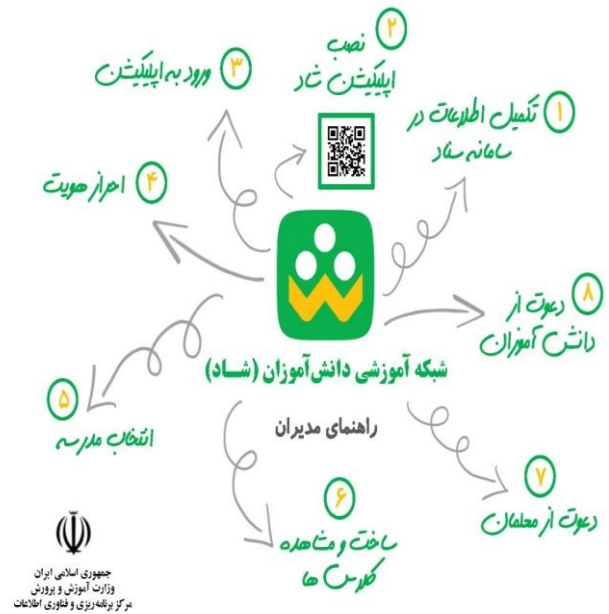 ۱ تکمیل اطلاعات در
سامانه سناد
۲ نصب
اپلیکیشن شاد
۳ ورود به اپلیکیشن
۴ احراز هویت
شبکه آموزشی دانش‌آموزان (شــاد)
راهنمای مدیران
۵
انتخاب مدرسه
۶
ساخت و مشاهده
کلاس ها
۷
دعوت از معلمان
۸ دعوت از
دانش آموزان
جمهوری اسلامی ایران
وزارت آموزش و پرورش
مرکز برنامه‌ریزی و فناوری اطلاعات